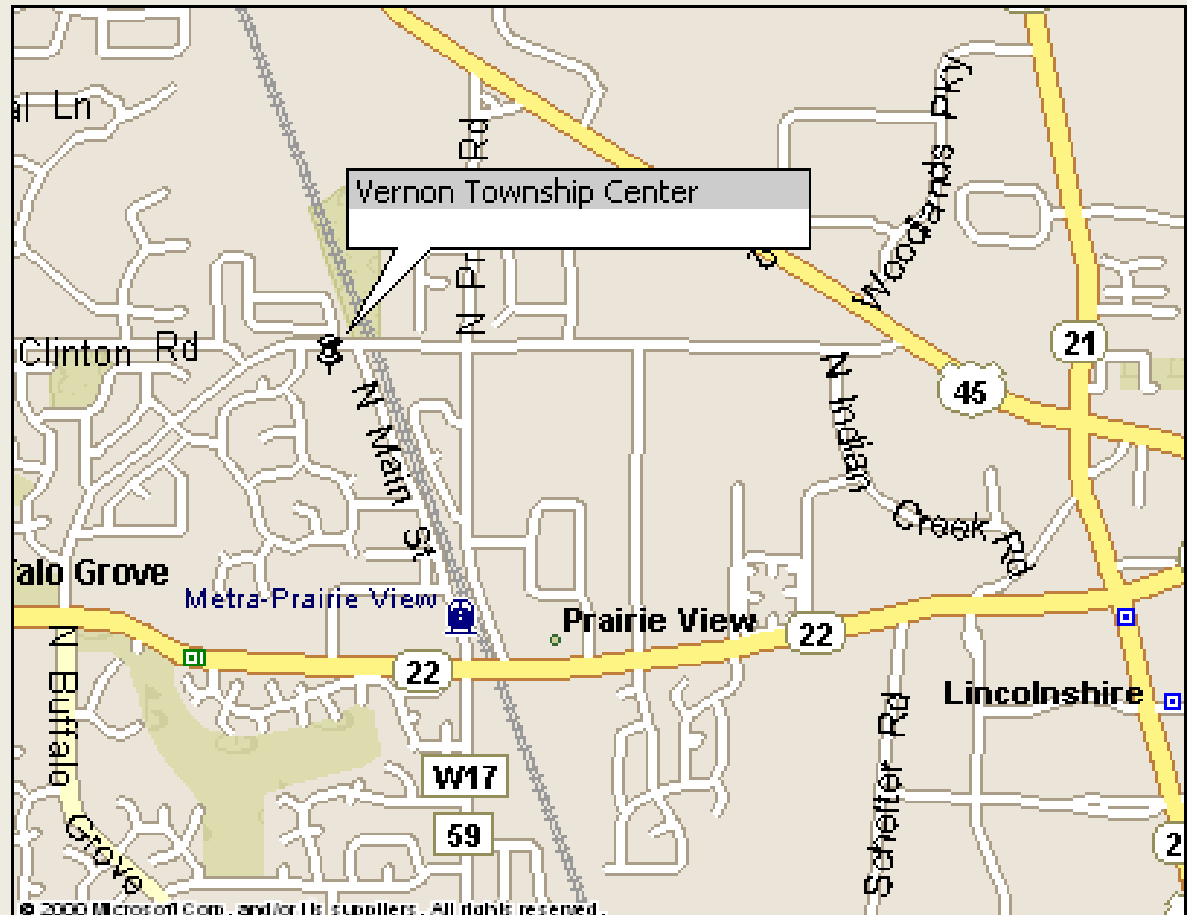 al Ln
Rd
Woodlands Pky
Vernon Township Center
N Pr
Clinton Rd
21
45
N Main St
N Indian Creek Rd
alo Grove
Metra-Prairie View
Prairie View
22
22
Lincolnshire
N Buffalo Grove
W17
59
Schelter Rd
2
© 2000 Microsoft Corp. and/or its suppliers. All rights reserved.